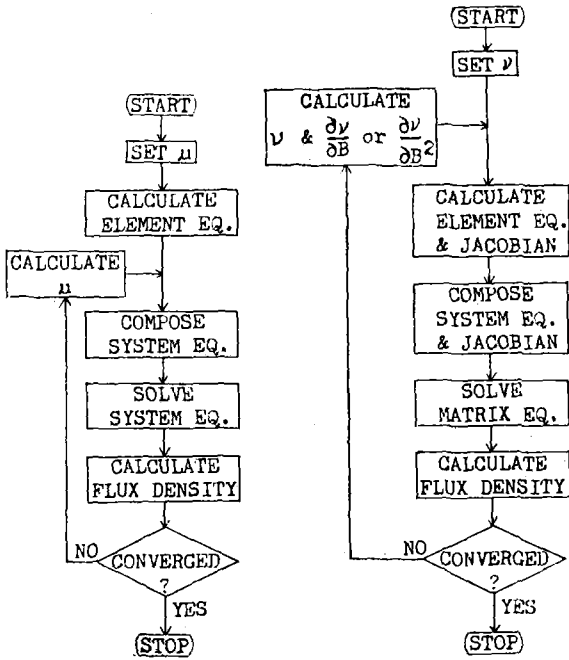 START
SET μ
CALCULATE
ELEMENT EQ.
CALCULATE
μ
COMPOSE
SYSTEM EQ.
SOLVE
SYSTEM EQ.
CALCULATE
FLUX DENSITY
NO
CONVERGED
?
YES
STOP
START
SET ν
CALCULATE
ν & ∂ν/∂B or ∂ν/∂B²
CALCULATE
ELEMENT EQ.
& JACOBIAN
COMPOSE
SYSTEM EQ.
& JACOBIAN
SOLVE
MATRIX EQ.
CALCULATE
FLUX DENSITY
NO
CONVERGED
?
YES
STOP